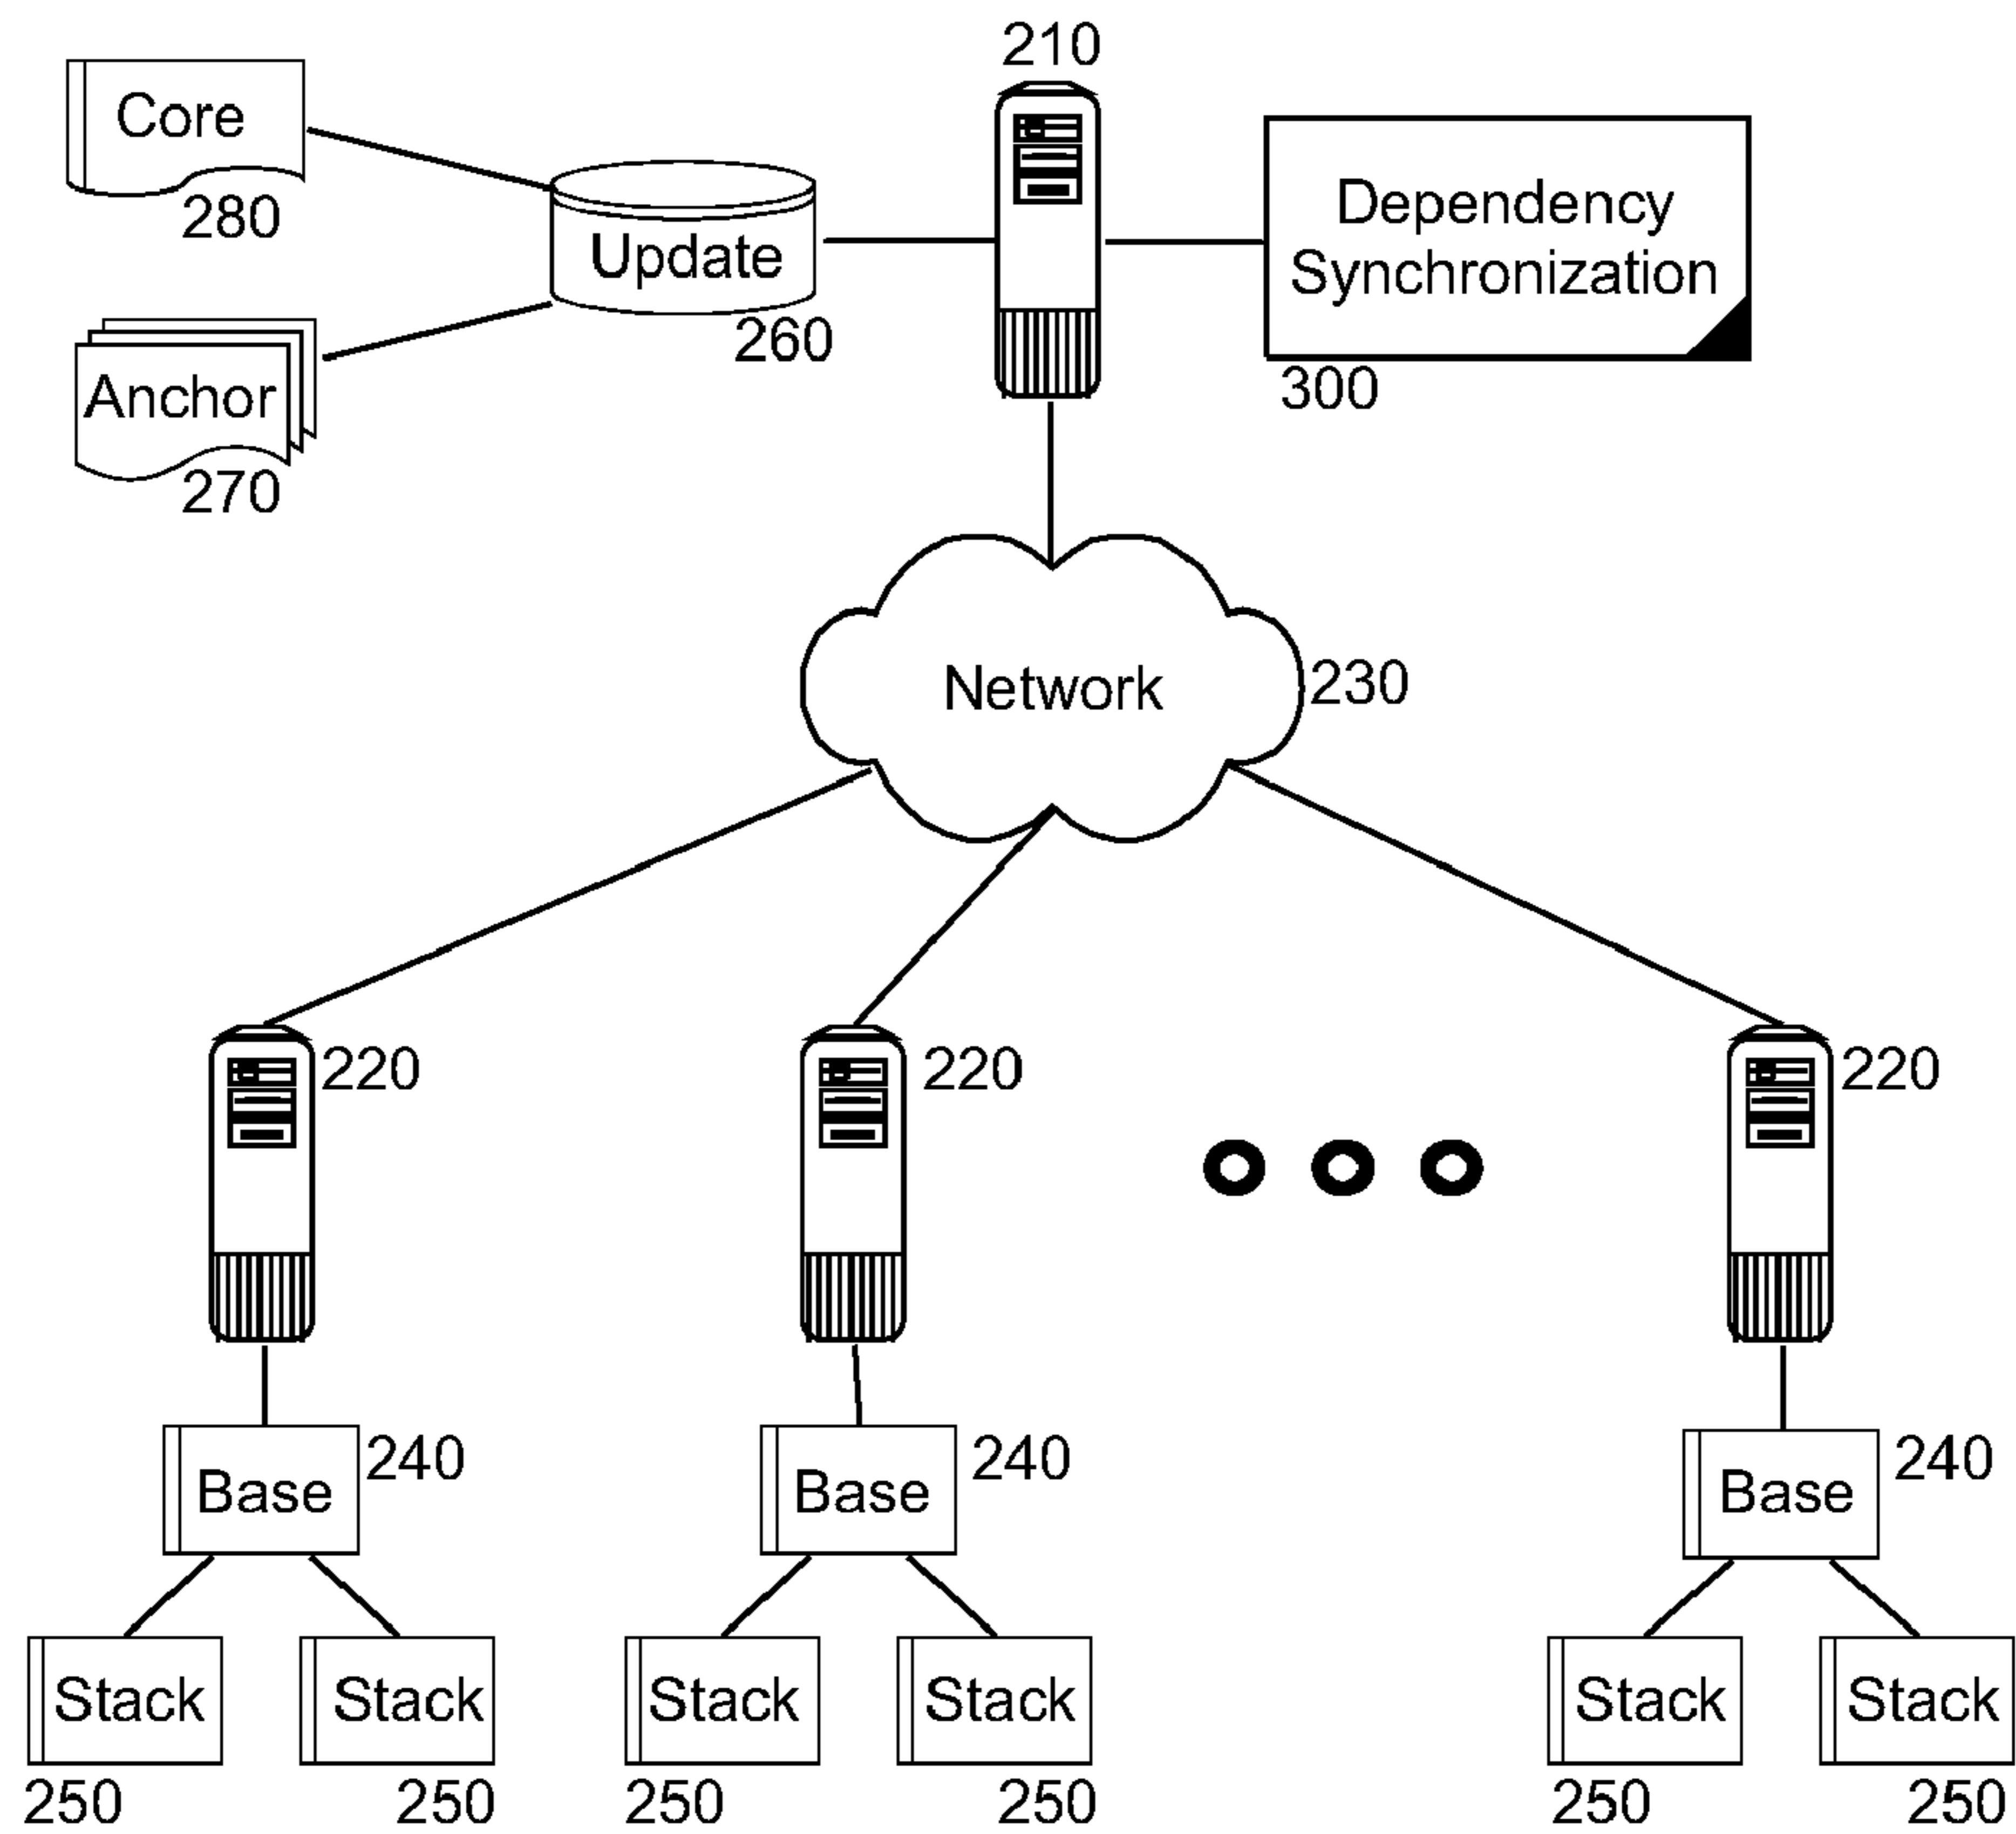 210
Core
280
Update
260
Dependency
Synchronization
300
Anchor
270
Network
230
220
220
220
Base
240
Base
240
Base
240
Stack
Stack
Stack
Stack
Stack
Stack
250
250
250
250
250
250